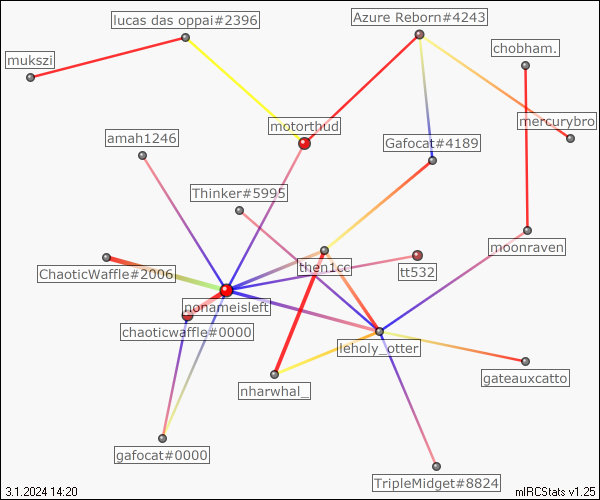 lucas das oppai#2396
Azure Reborn#4243
chobham.
mukszi
mercurybro
motorthud
amah1246
Gafocat#4189
Thinker#5995
moonraven
then1cc
ChaoticWaffle#2006
tt532
nonameisleft
chaoticwaffle#0000
leholy_otter
gateauxcatto
nharwhal_
gafocat#0000
TripleMidget#8824
3.1.2024 14:20
mIRCStats v1.25